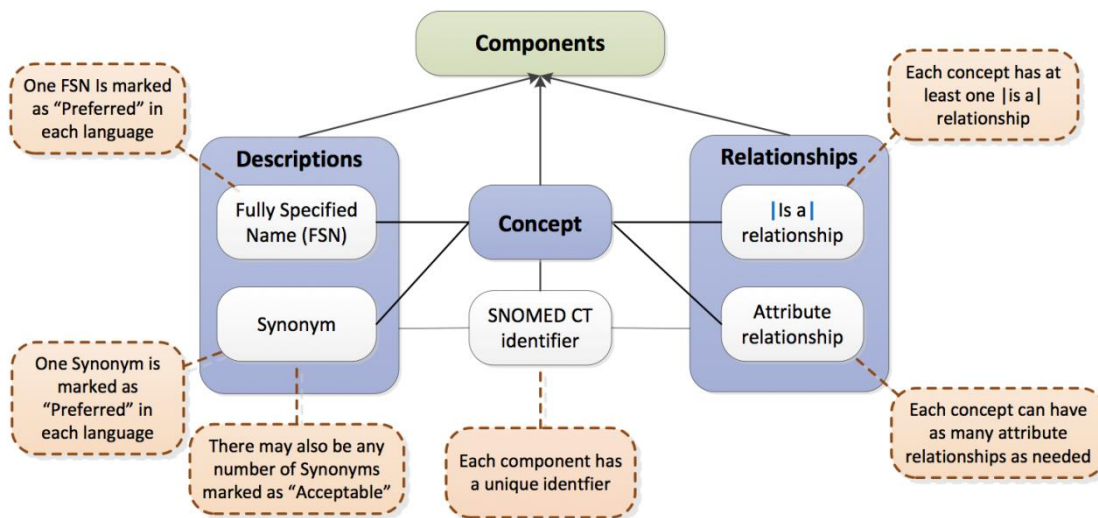 Components
One FSN Is marked
as “Preferred” in
each language
Each concept has at
least one |is a|
relationship
Descriptions
Relationships
Fully Specified
Name (FSN)
Concept
|Is a|
relationship
Synonym
SNOMED CT
identifier
Attribute
relationship
One Synonym is
marked as
“Preferred” in
each language
There may also be any
number of Synonyms
marked as “Acceptable”
Each component has
a unique identfier
Each concept can have
as many attribute
relationships as needed